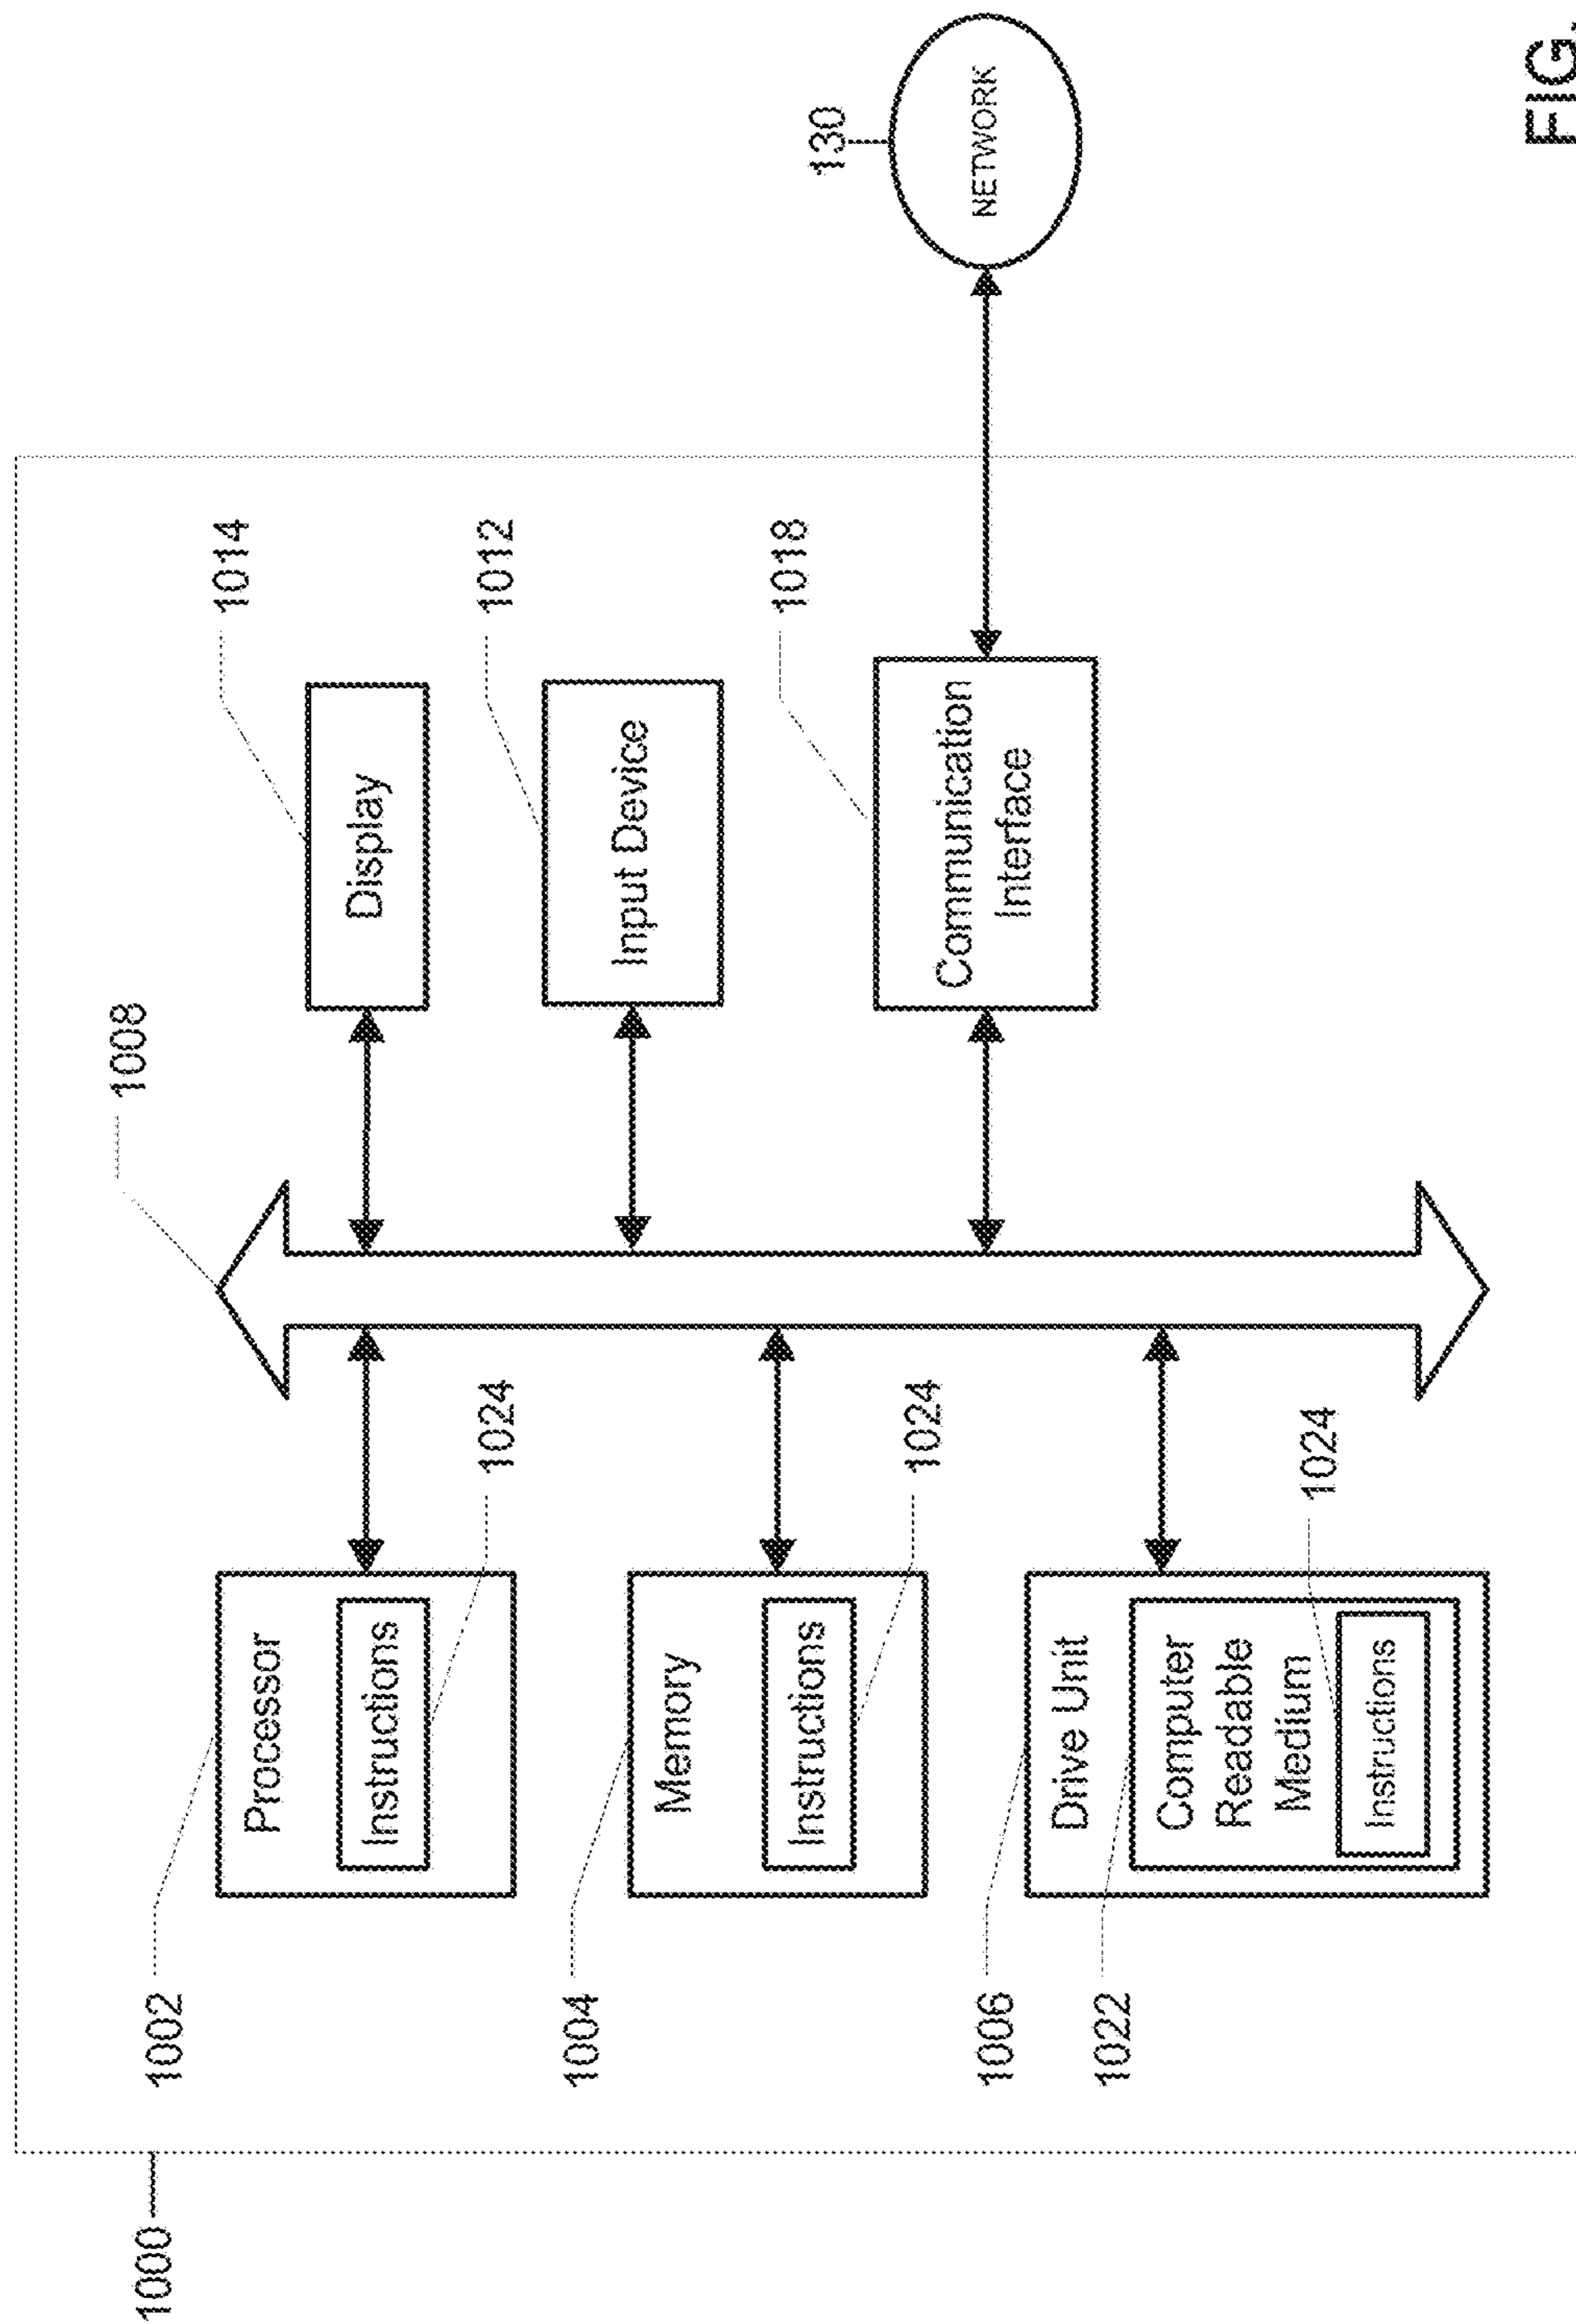 1000
1002
Processor
Instructions
1024
1004
Memory
Instructions
1024
1006
Drive Unit
1022
Computer
Readable
Medium
Instructions
1024
1008
1014
Display
1012
Input Device
1018
Communication
Interface
130
NETWORK
FIG.